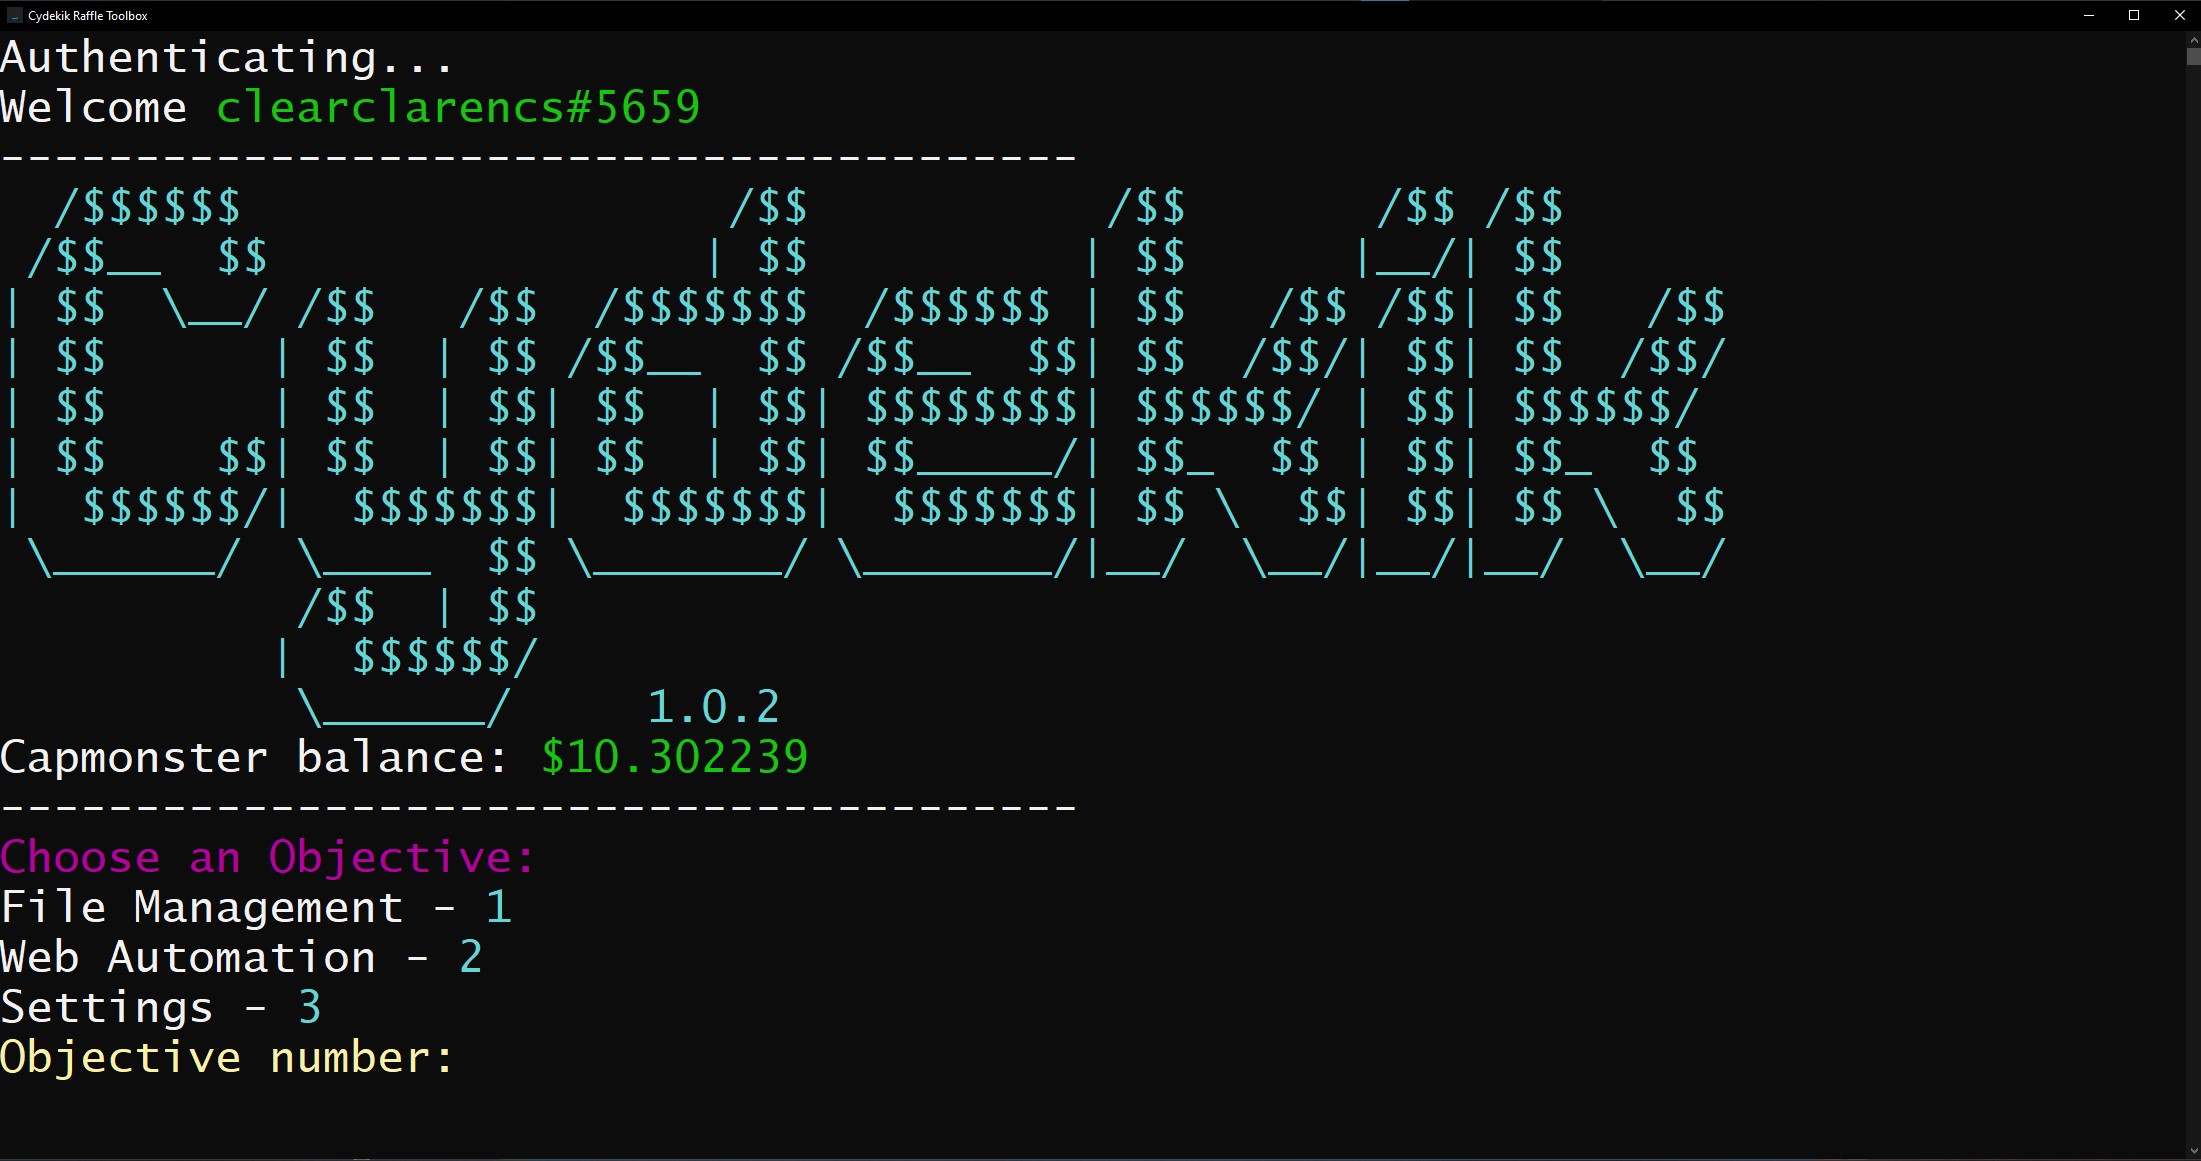 Cydekik Raffle Toolbox
Authenticating...
Welcome clearclarencs#5659
----------------------------------------
  /$$$$$$                  /$$           /$$       /$$ /$$
 /$$__  $$                | $$          | $$      |__/| $$
| $$  \__/ /$$   /$$  /$$$$$$$  /$$$$$$ | $$   /$$ /$$| $$   /$$
| $$      | $$  | $$ /$$__  $$ /$$__  $$| $$  /$$/| $$| $$  /$$/
| $$      | $$  | $$| $$  | $$| $$$$$$$$| $$$$$$/ | $$| $$$$$$/
| $$    $$| $$  | $$| $$  | $$| $$_____/| $$_  $$ | $$| $$_  $$
|  $$$$$$/|  $$$$$$$|  $$$$$$$|  $$$$$$$| $$ \  $$| $$| $$ \  $$
 \______/  \____  $$ \_______/ \_______/|__/  \__/|__/|__/  \__/
           /$$  | $$
          |  $$$$$$/
           \______/     1.0.2
Capmonster balance: $10.302239
----------------------------------------
Choose an Objective:
File Management - 1
Web Automation - 2
Settings - 3
Objective number: